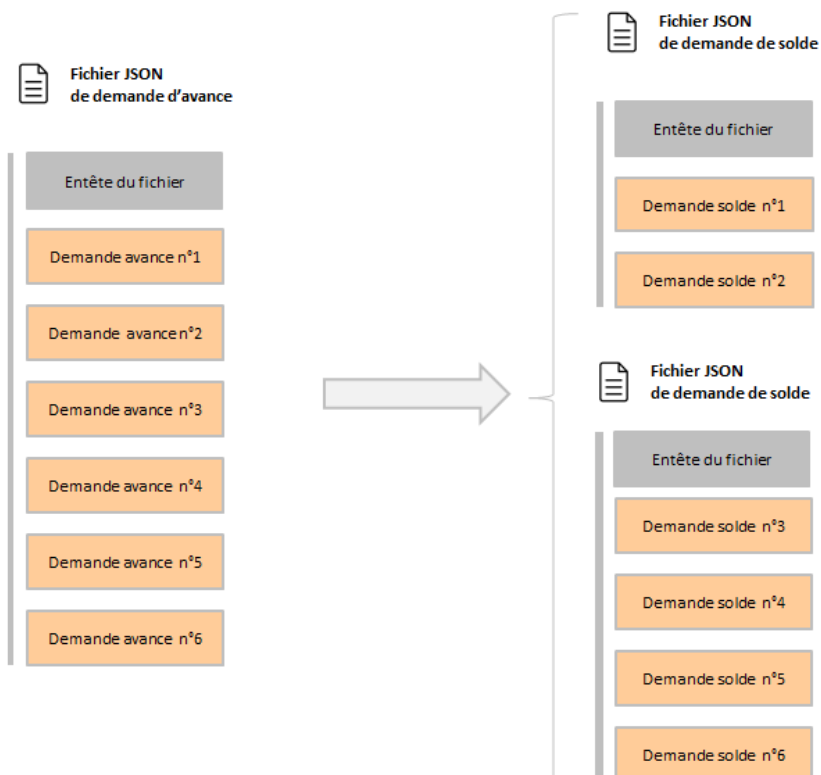 Fichier JSON
de demande d'avance
Entête du fichier
Demande avance n°1
Demande avance n°2
Demande avance n°3
Demande avance n°4
Demande avance n°5
Demande avance n°6
Fichier JSON
de demande de solde
Entête du fichier
Demande solde n°1
Demande solde n°2
Fichier JSON
de demande de solde
Entête du fichier
Demande solde n°3
Demande solde n°4
Demande solde n°5
Demande solde n°6